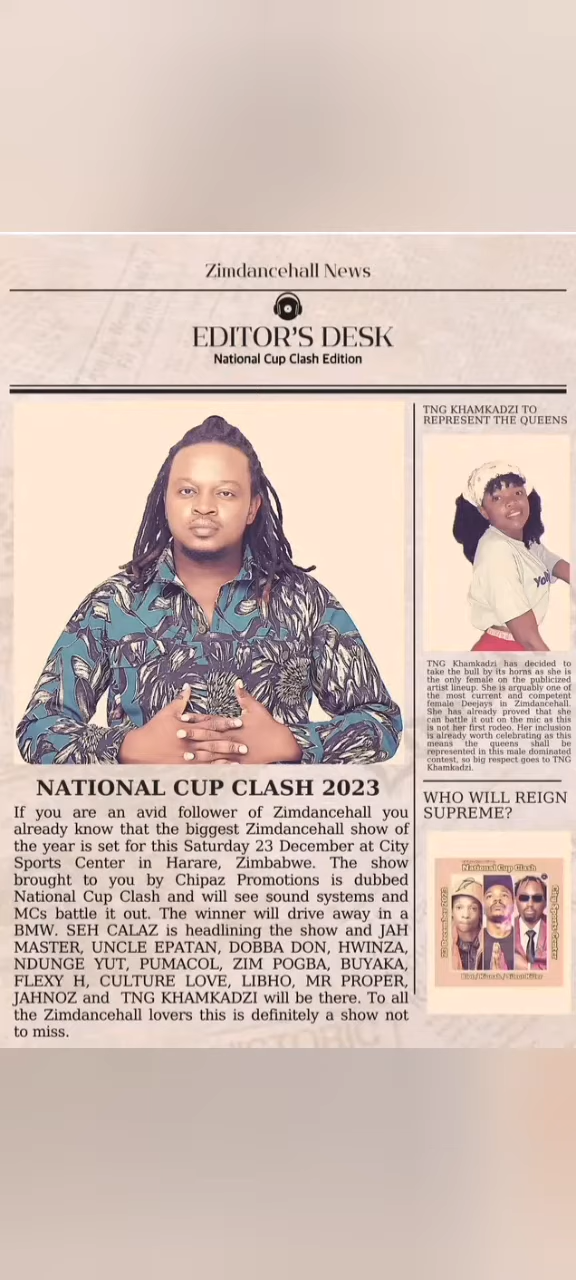 Zimdancehall News
EDITOR'S DESK
National Cup Clash Edition
NATIONAL CUP CLASH 2023
If you are an avid follower of Zimdancehall you
already know that the biggest Zimdancehall show of
the year is set for this Saturday 23 December at City
Sports Center in Harare, Zimbabwe. The show
brought to you by Chipaz Promotions is dubbed
National Cup Clash and will see sound systems and
MCs battle it out. The winner will drive away in a
BMW. SEH CALAZ is headlining the show and JAH
MASTER, UNCLE EPATAN, DOBBA DON, HWINZA,
NDUNGE YUT, PUMACOL, ZIM POGBA, BUYAKA,
FLEXY H, CULTURE LOVE, LIBHO, MR PROPER,
JAHNOZ and TNG KHAMKADZI will be there. To all
the Zimdancehall lovers this is definitely a show not
to miss.
TNG KHAMKADZI TO
REPRESENT THE QUEENS
TNG Khamkadzi has decided to
take the bull by its horns as she is
the only female on the publicized
artist lineup. She is arguably one of
the most current and competent
female Deejays in Zimdancehall.
She has already proved that she
can battle it out on the mic as this
is not her first rodeo. Her inclusion
is already worth celebrating as this
means the queens shall be
represented in this male dominated
contest, so big respect goes to TNG
Khamkadzi.
WHO WILL REIGN
SUPREME?
National Cup Clash
23 December 2023
City Sports Center